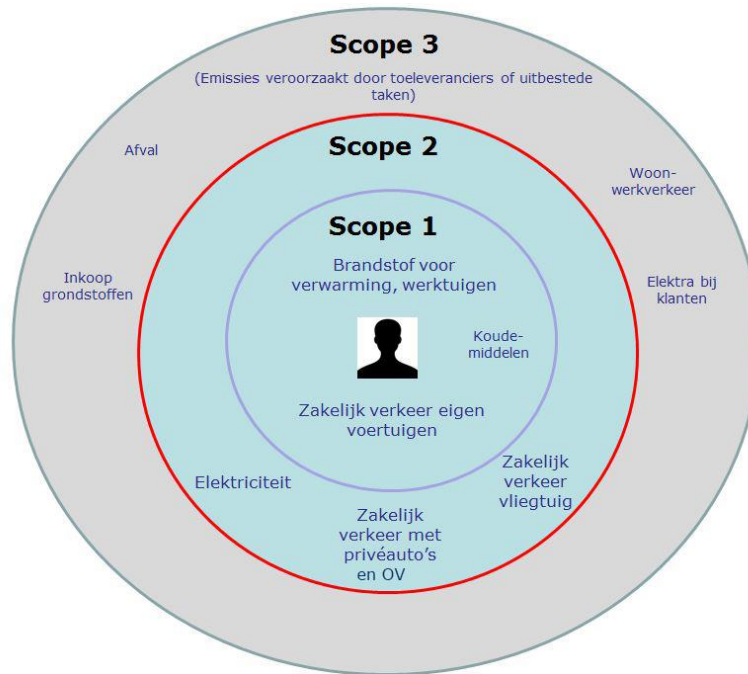 Scope 3
(Emissies veroorzaakt door toeleveranciers of uitbestede
taken)
Afval
Scope 2
Woon-
werkverkeer
Scope 1
Brandstof voor
verwarming, werktuigen
Inkoop
grondstoffen
Elektra bij
klanten
Koude-
middelen
Zakelijk verkeer eigen
voertuigen
Elektriciteit
Zakelijk
verkeer
vliegtuig
Zakelijk
verkeer met
privéauto's
en OV